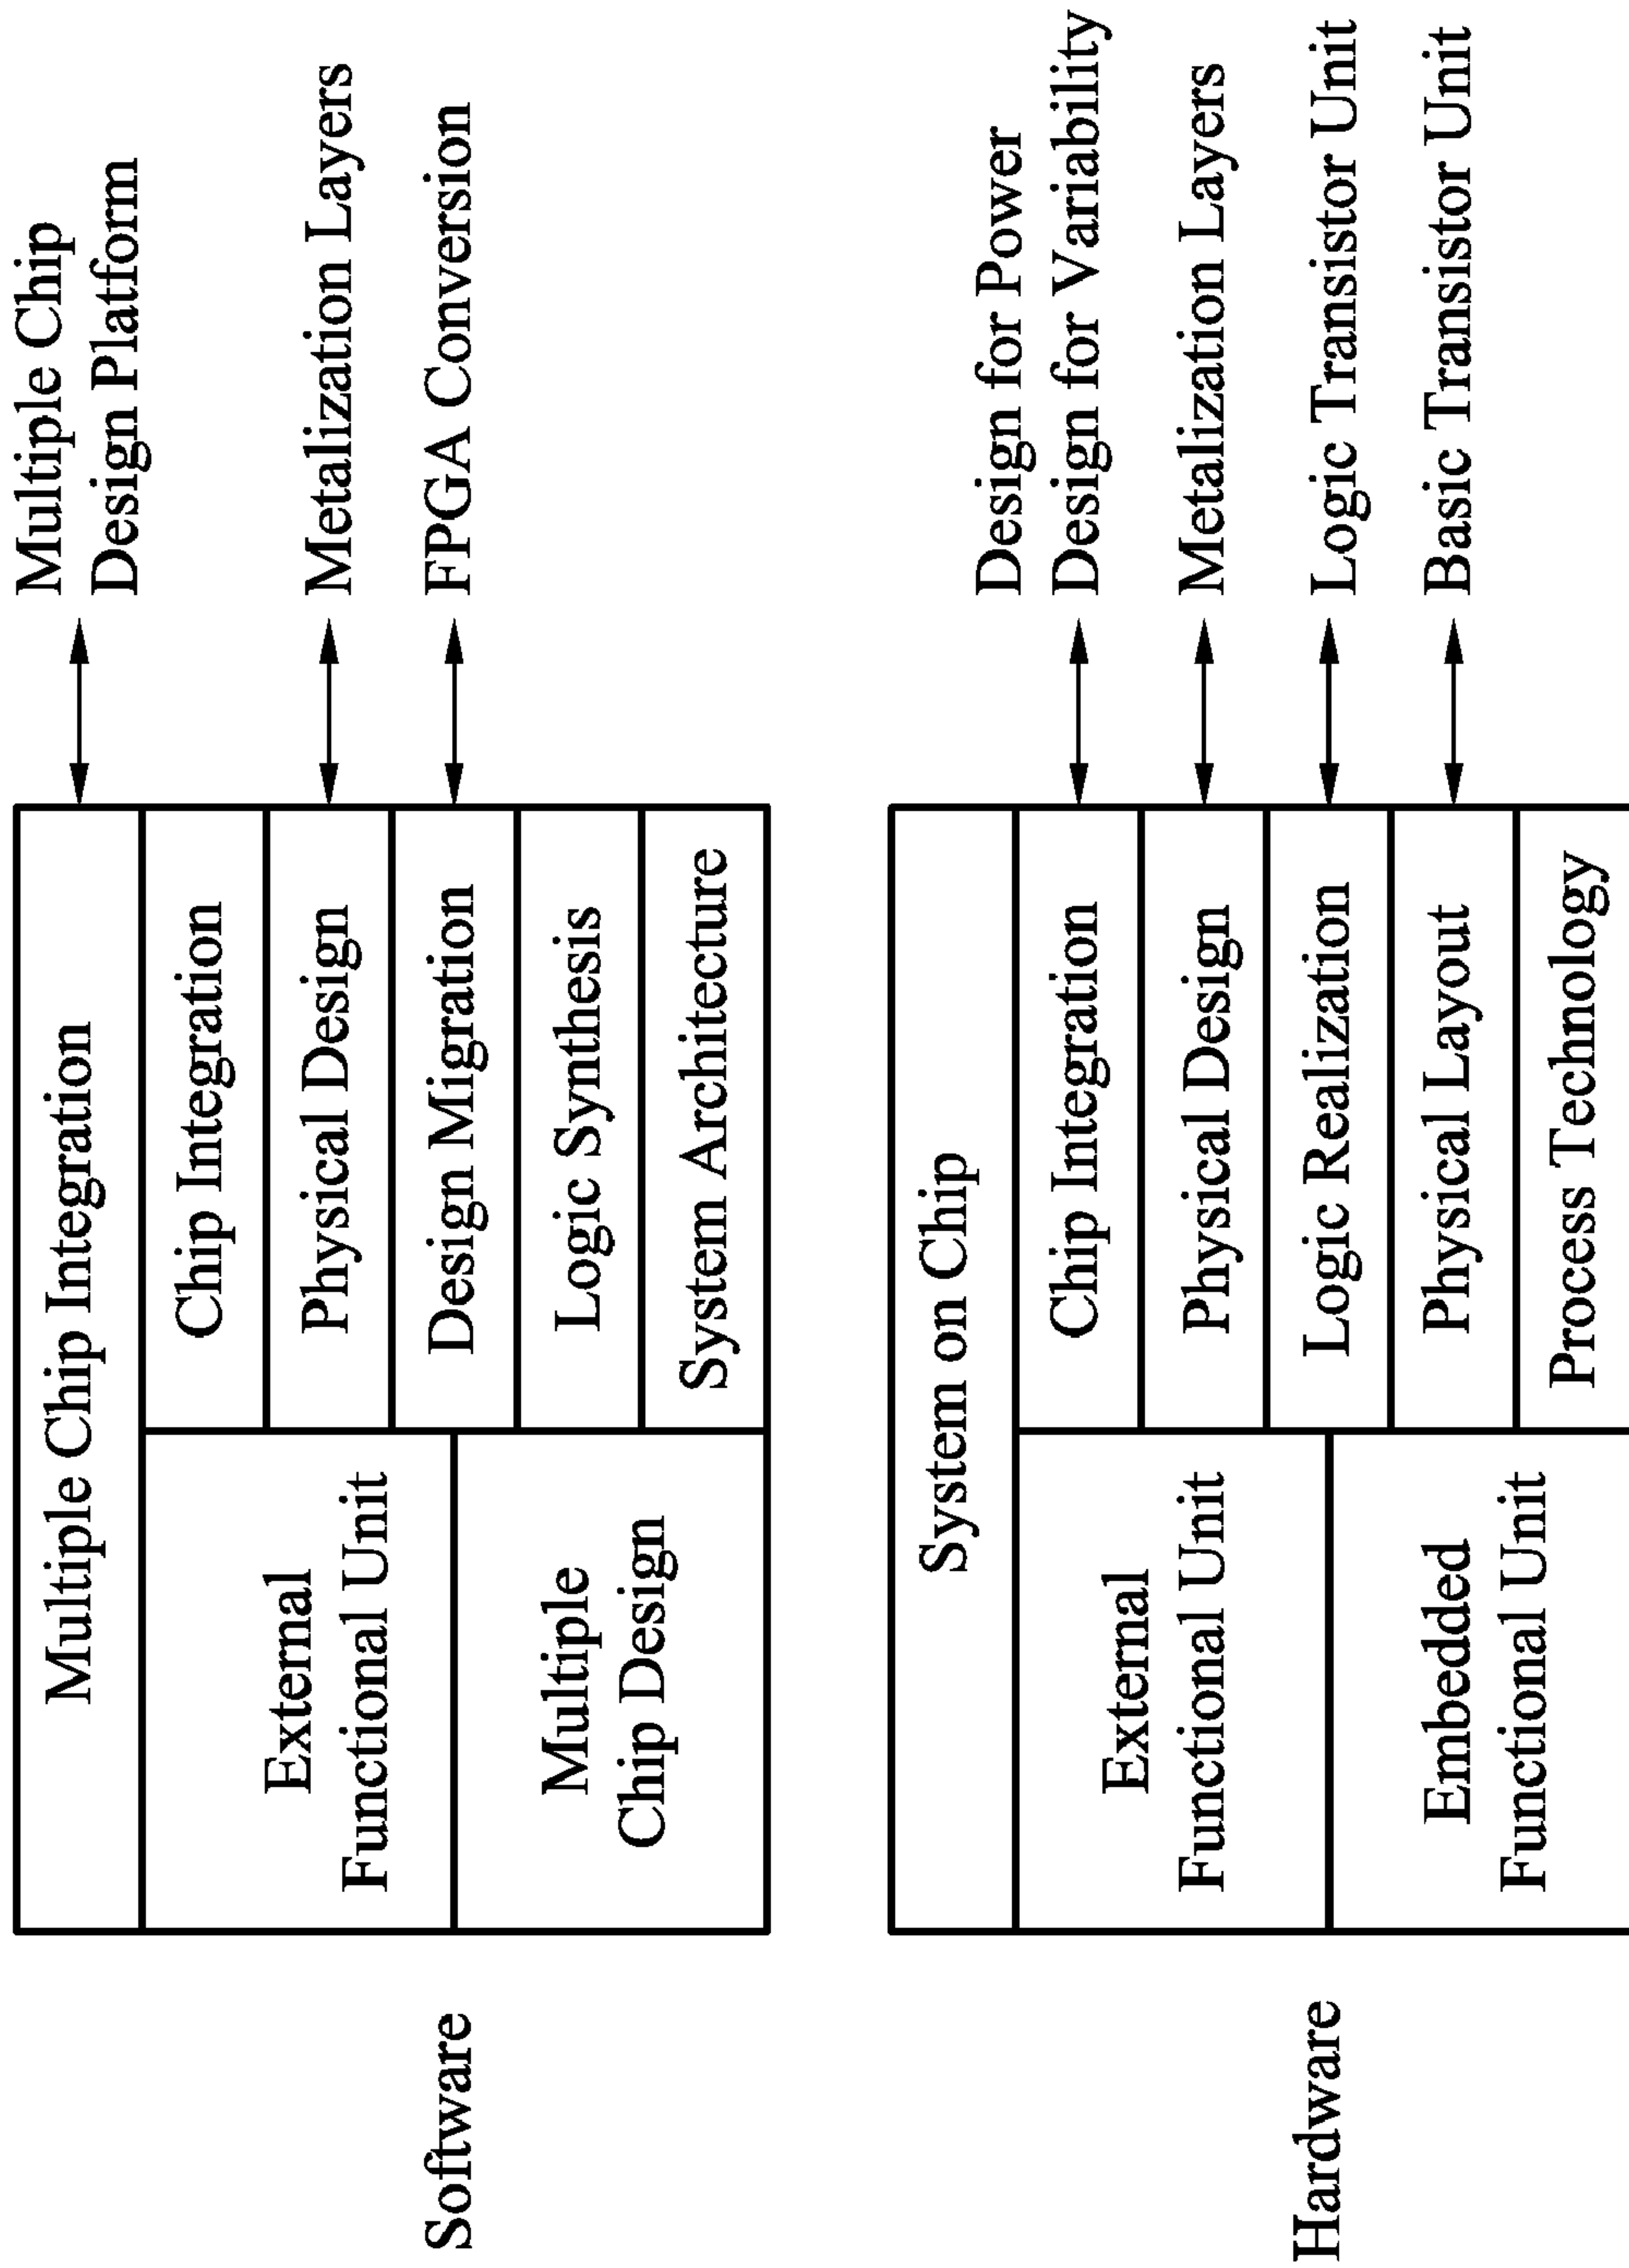 Multiple Chip Integration
External
Functional Unit
Multiple
Chip Design
Chip Integration
Physical Design
Design Migration
Logic Synthesis
System Architecture
Multiple Chip
Design Platform
Metalization Layers
FPGA Conversion
Software
System on Chip
External
Functional Unit
Embedded
Functional Unit
Chip Integration
Physical Design
Logic Realization
Physical Layout
Process Technology
Design for Power
Design for Variability
Metalization Layers
Logic Transistor Unit
Basic Transistor Unit
Hardware